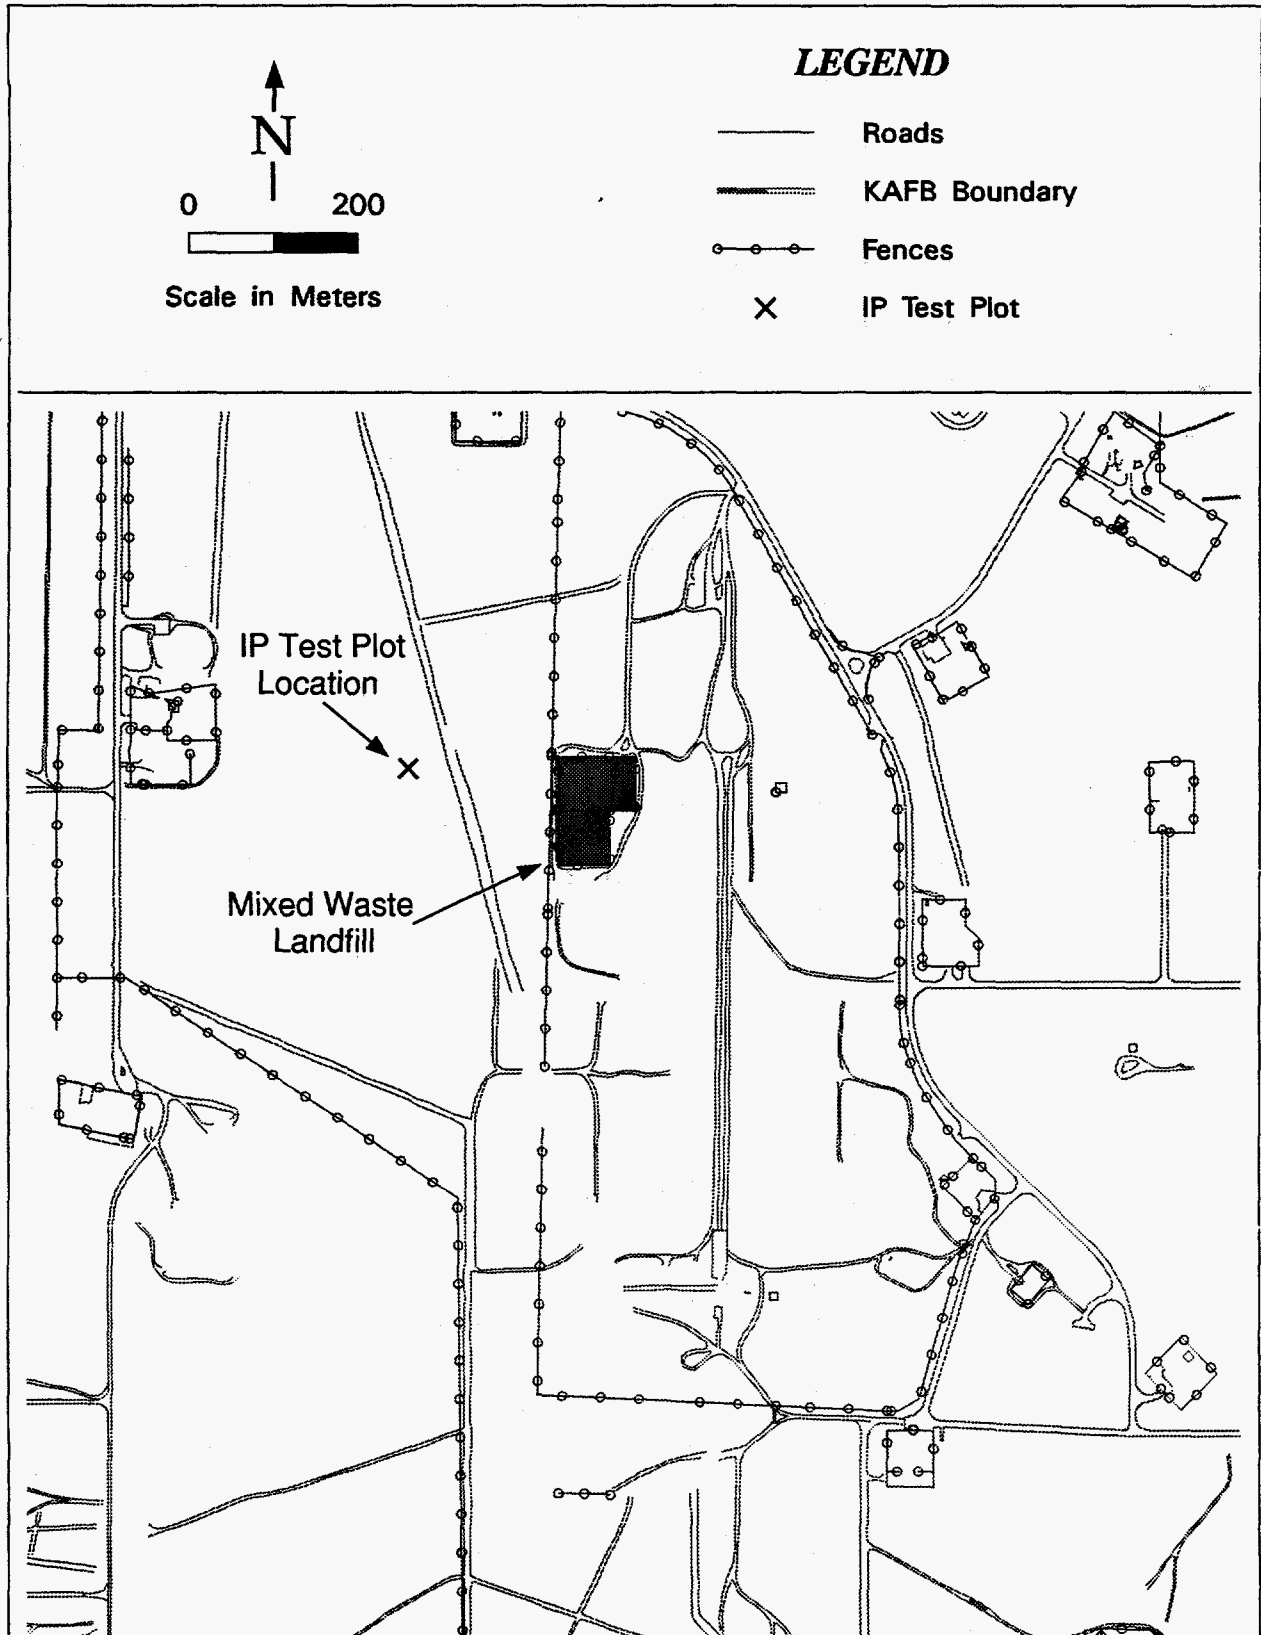 LEGEND
N
0 200
Scale in Meters
Roads
KAFB Boundary
Fences
IP Test Plot
IP Test Plot
Location
Mixed Waste
Landfill